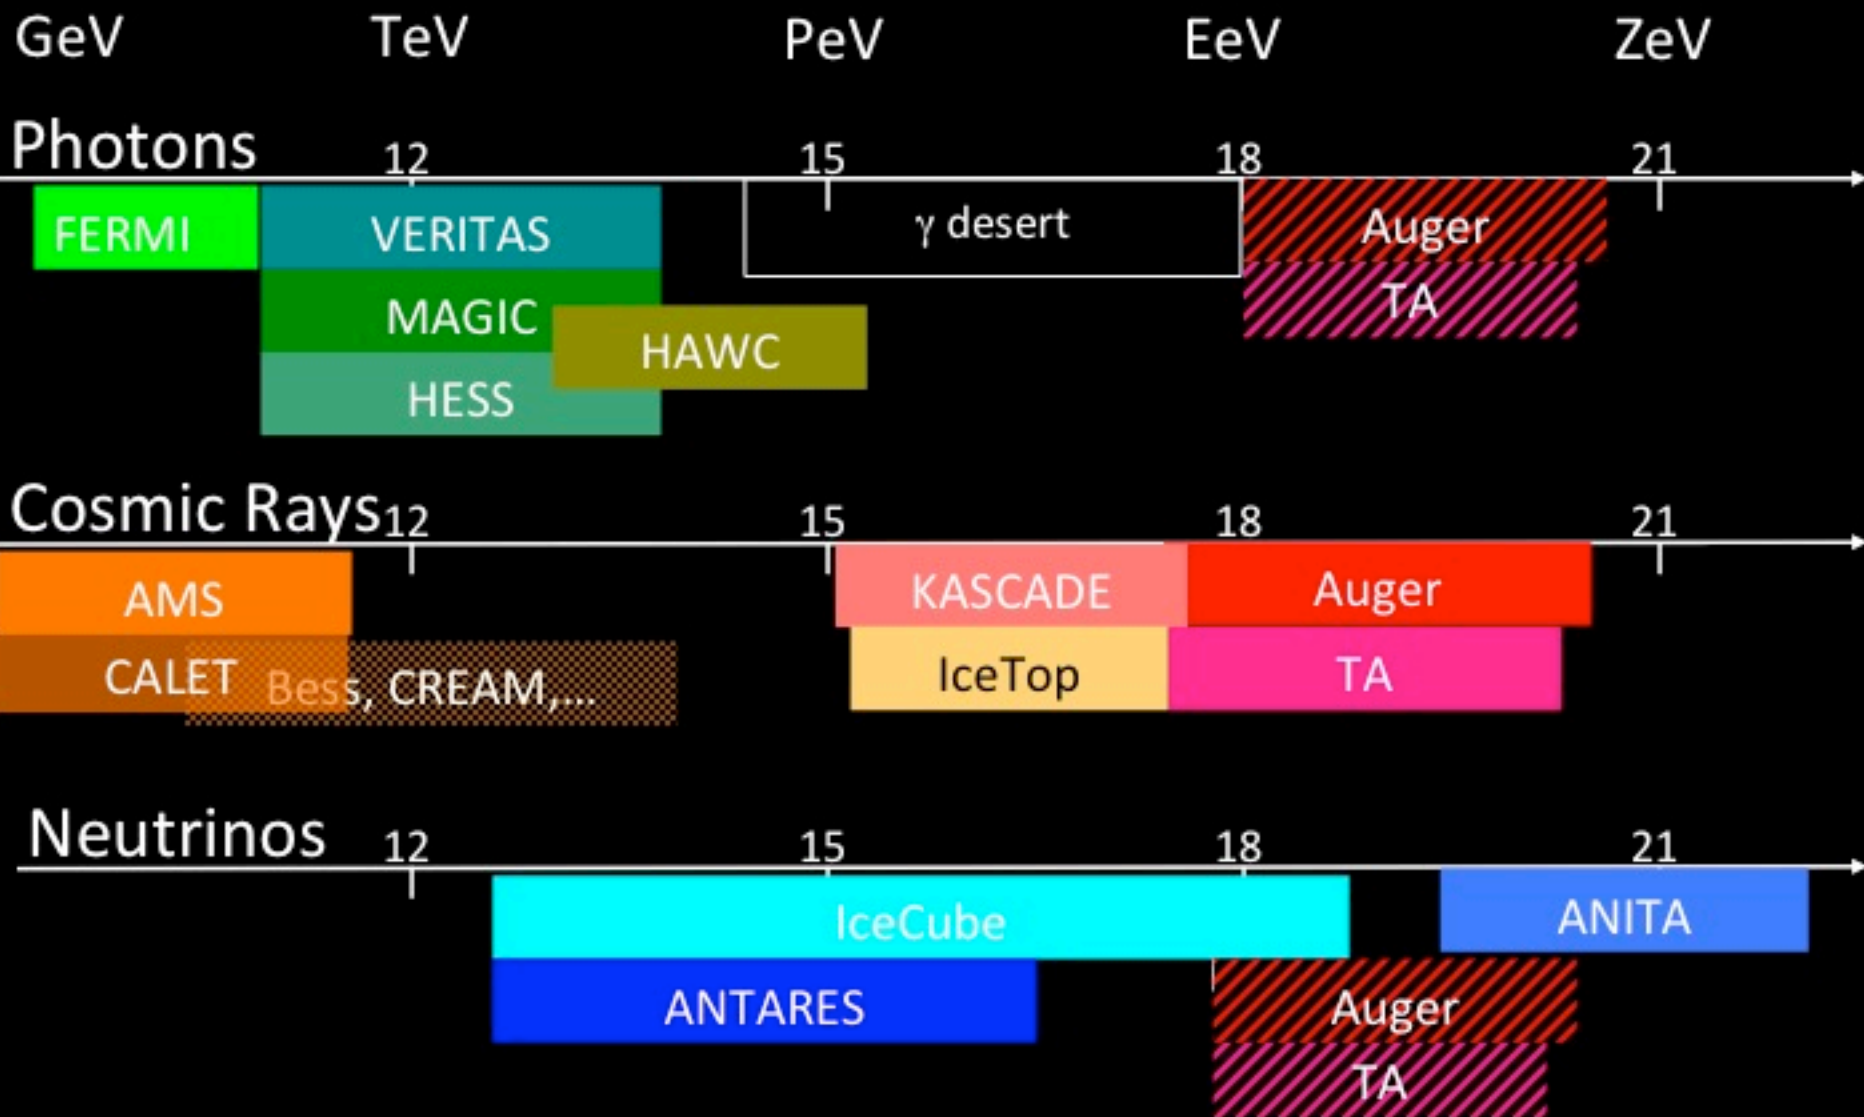 GeV TeV PeV EeV ZeV
Photons 12 15 18 21
FERMI VERITAS γ desert Auger
MAGIC TA
HAWC
HESS
Cosmic Rays 12 15 18 21
AMS KASCADE Auger
CALET Bess, CREAM,... IceTop TA
Neutrinos 12 15 18 21
IceCube ANITA
ANTARES Auger
TA